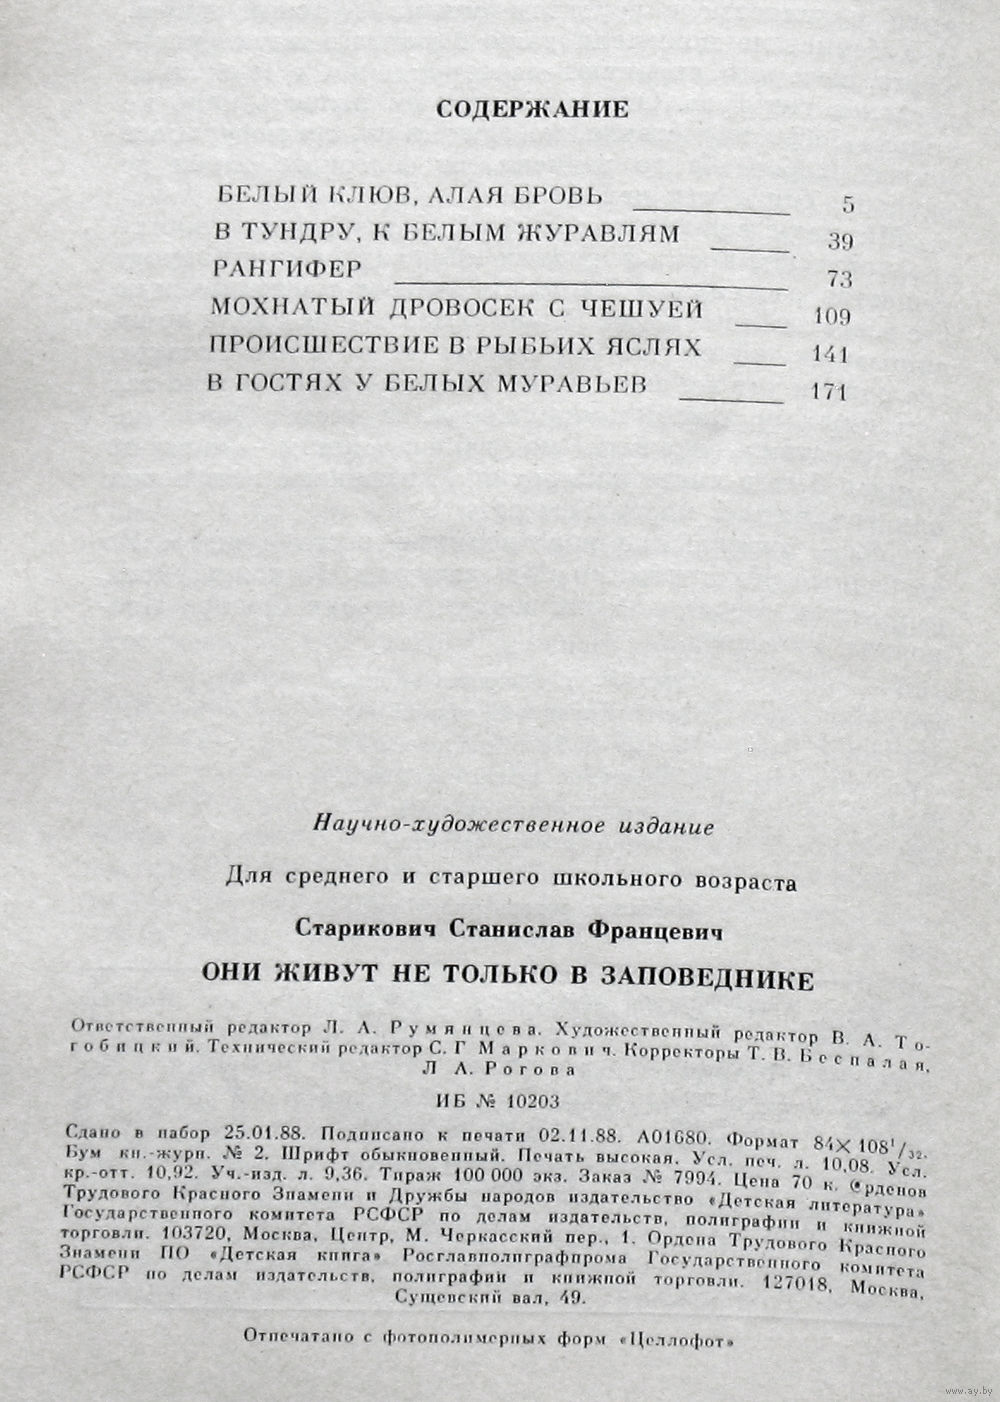 СОДЕРЖАНИЕ
БЕЛЫЙ КЛЮВ, АЛАЯ БРОВЬ 5
В ТУНДРУ, К БЕЛЫМ ЖУРАВЛЯМ 39
РАНГИФЕР 73
МОХНАТЫЙ ДРОВОСЕК С ЧЕШУЕЙ 109
ПРОИСШЕСТВИЕ В РЫБЬИХ ЯСЛЯХ 141
В ГОСТЯХ У БЕЛЫХ МУРАВЬЕВ 171
Научно-художественное издание
Для среднего и старшего школьного возраста
Старикович Станислав Францевич
ОНИ ЖИВУТ НЕ ТОЛЬКО В ЗАПОВЕДНИКЕ
Ответственный редактор Л. А. Румянцева. Художественный редактор В. А. То-
гобицкий. Технический редактор С. Г Маркович. Корректоры Т. В. Беспалая,
Л А. Рогова
ИБ № 10203
Сдано в набор 25.01.88. Подписано к печати 02.11.88. А01680. Формат 84×108¹/₃₂.
Бум кн.-журн. № 2. Шрифт обыкновенный. Печать высокая. Усл. печ. л. 10,08. Усл.
кр.-отт. 10,92. Уч.-изд. л. 9,36. Тираж 100 000 экз. Заказ № 7994. Цена 70 к. Орденов
Трудового Красного Знамени и Дружбы народов издательство «Детская литература»
Государственного комитета РСФСР по делам издательств, полиграфии и книжной
торговли. 103720, Москва, Центр, М. Черкасский пер., 1. Ордена Трудового Красного
Знамени ПО «Детская книга» Росглавполиграфпрома Государственного комитета
РСФСР по делам издательств, полиграфии и книжной торговли. 127018, Москва,
Сущевский вал, 49.
Отпечатано с фотополимерных форм «Целлофот»
www.ay.by